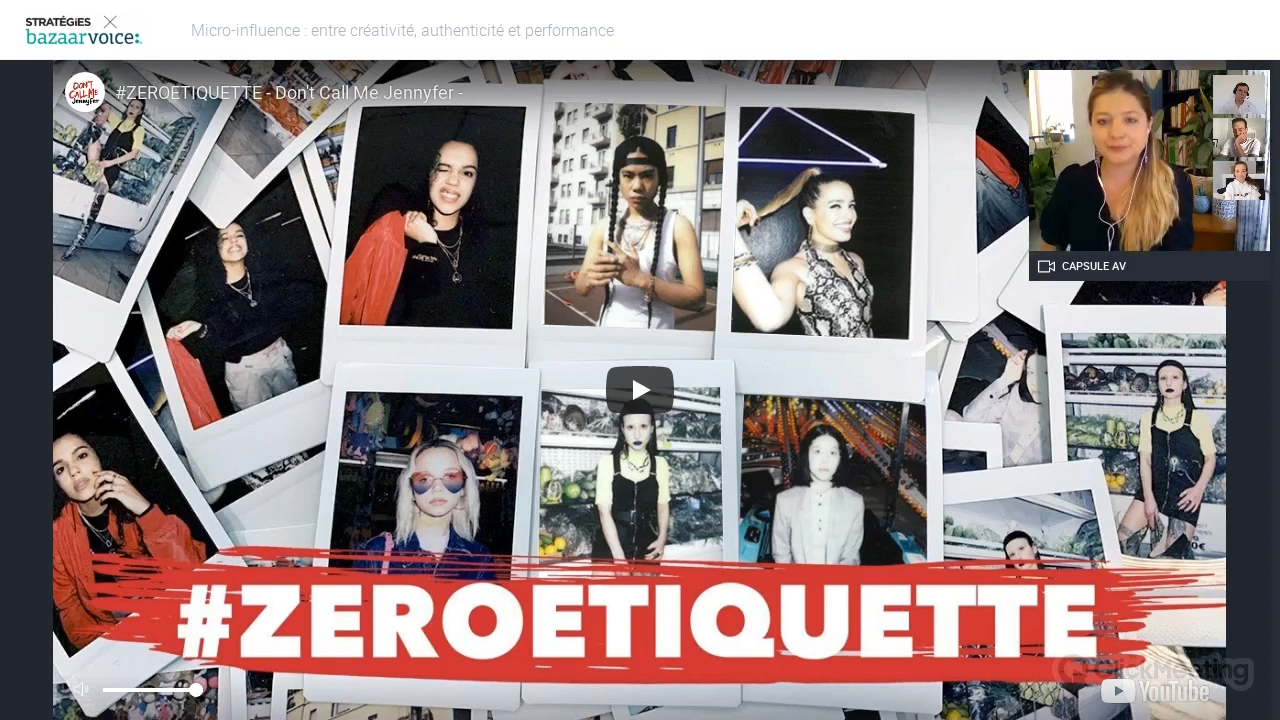 STRATÉGIES
bazaarvoice:
Micro-influence : entre créativité, authenticité et performance
DON'T CALL ME Jennyfer
#ZEROETIQUETTE - Don't Call Me Jennyfer -
CAPSULE AV
#ZEROETIQUETTE
ClickMeeting
YouTube